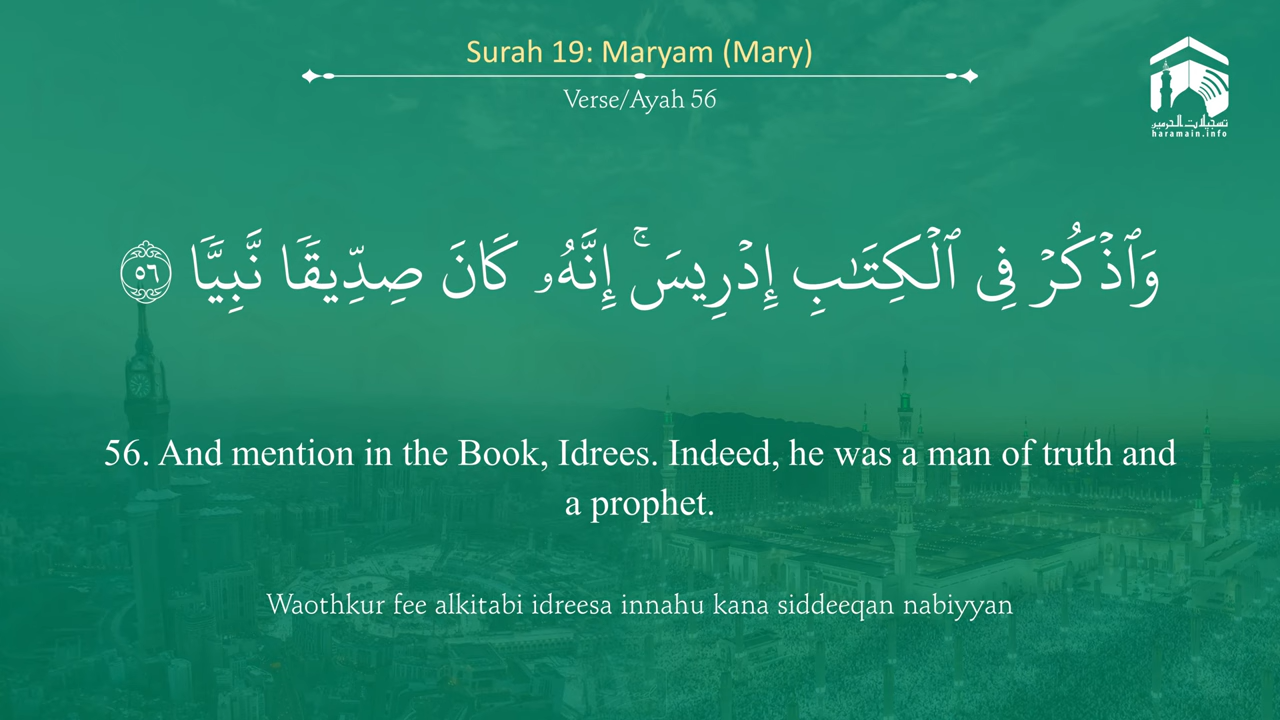 Surah 19: Maryam (Mary)
Verse/Ayah 56
تسجيلات الحرمين
haramain.info
وَٱذۡكُرۡ فِى ٱلۡكِتَـٰبِ إِدۡرِيسَ‌ۚ إِنَّهُۥ كَانَ صِدِّيقًا نَّبِيًّا ۝٥٦
56. And mention in the Book, Idrees. Indeed, he was a man of truth and
a prophet.
Waothkur fee alkitabi idreesa innahu kana siddeeqan nabiyyan